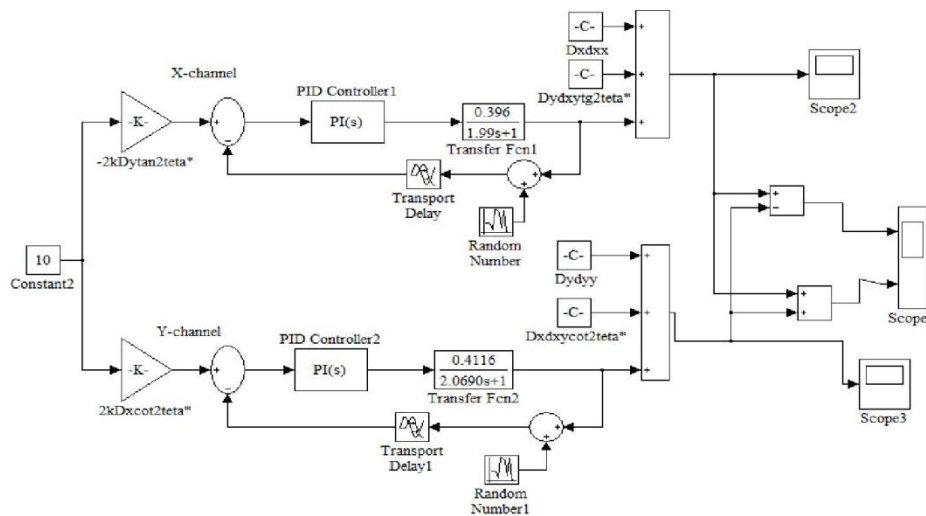 -C-
Dxdxx
X-channel
-C-
Dydxytg2teta*
Scope2
PID Controller1
-K-
PI(s)
0.396
1.99s+1
Transfer Fcn1
-2kDytan2teta*
Transport
Delay
Random
Number
10
Constant2
-C-
Dydyy
Scope
Y-channel
-C-
Dxdxycot2teta*
PID Controller2
-K-
PI(s)
0.4116
2.0690s+1
Transfer Fcn2
2kDxcot2teta*
Scope3
Transport
Delay1
Random
Number1